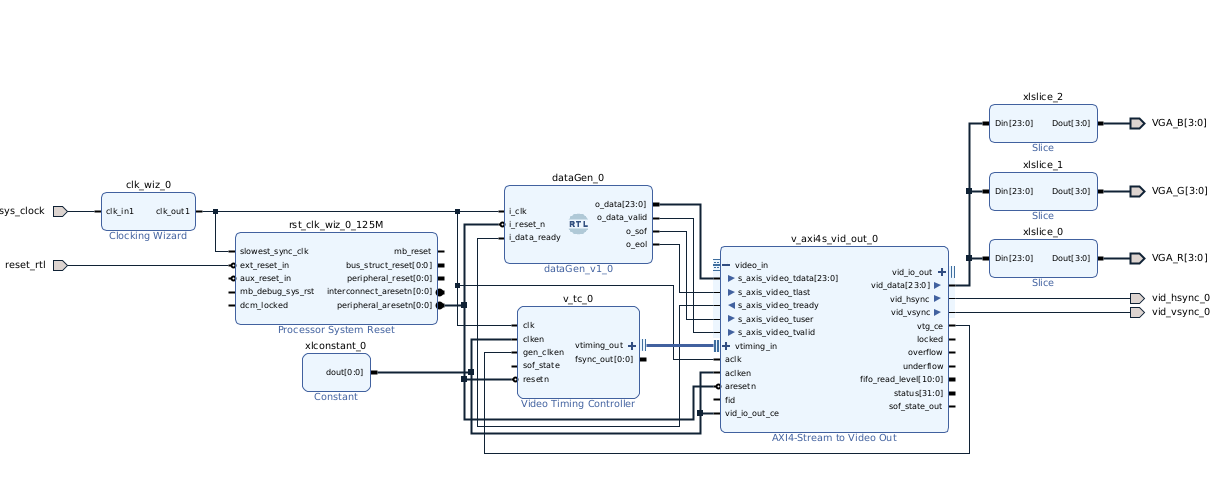 sys_clock
reset_rtl
clk_wiz_0
clk_in1
clk_out1
Clocking Wizard
rst_clk_wiz_0_125M
slowest_sync_clk
ext_reset_in
aux_reset_in
mb_debug_sys_rst
dcm_locked
mb_reset
bus_struct_reset[0:0]
peripheral_reset[0:0]
interconnect_aresetn[0:0]
peripheral_aresetn[0:0]
Processor System Reset
xlconstant_0
dout[0:0]
Constant
dataGen_0
i_clk
i_reset_n
i_data_ready
RTL
o_data[23:0]
o_data_valid
o_sof
o_eol
dataGen_v1_0
v_tc_0
clk
clken
gen_clken
sof_state
resetn
vtiming_out
fsync_out[0:0]
Video Timing Controller
v_axi4s_vid_out_0
video_in
s_axis_video_tdata[23:0]
s_axis_video_tlast
s_axis_video_tready
s_axis_video_tuser
s_axis_video_tvalid
vtiming_in
aclk
aclken
aresetn
fid
vid_io_out_ce
vid_io_out
vid_data[23:0]
vid_hsync
vid_vsync
vtg_ce
locked
overflow
underflow
fifo_read_level[10:0]
status[31:0]
sof_state_out
AXI4-Stream to Video Out
xlslice_2
Din[23:0]
Dout[3:0]
Slice
xlslice_1
Din[23:0]
Dout[3:0]
Slice
xlslice_0
Din[23:0]
Dout[3:0]
Slice
VGA_B[3:0]
VGA_G[3:0]
VGA_R[3:0]
vid_hsync_0
vid_vsync_0